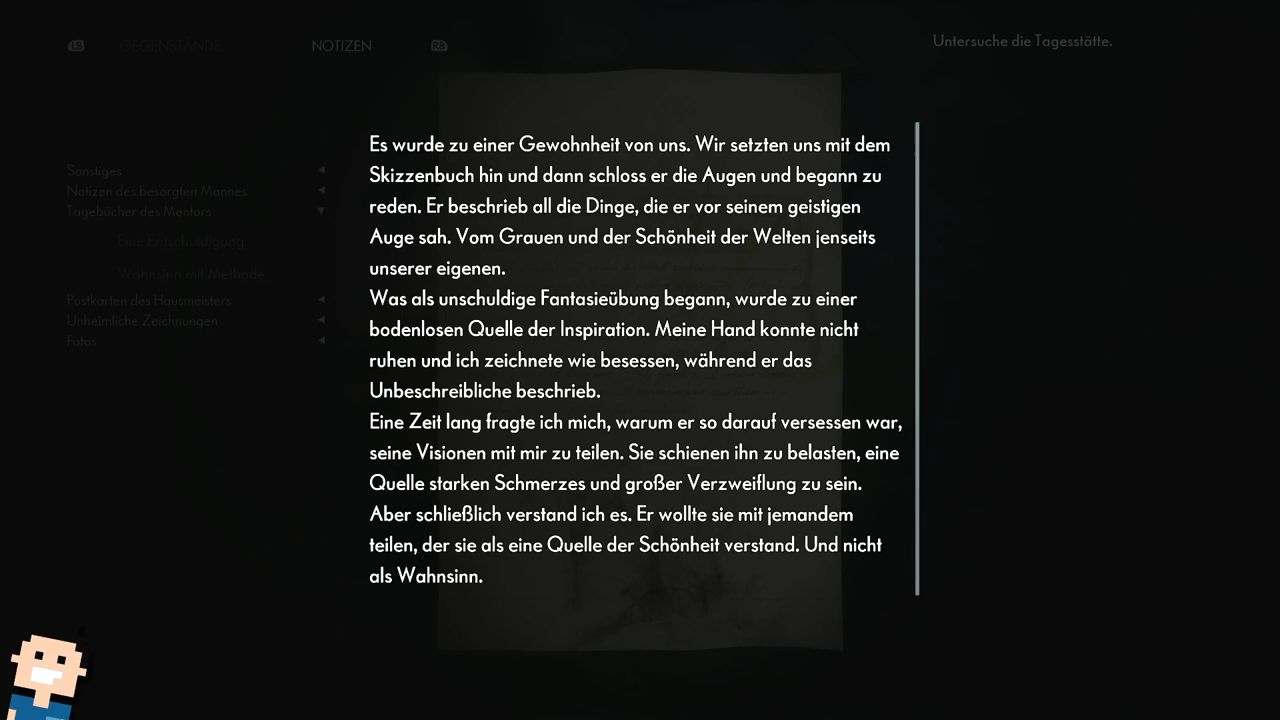 LB GEGENSTÄNDE NOTIZEN RB
Untersuche die Tagesstätte.
Sonstiges
Notizen des besorgten Mannes
Tagebücher des Mentors
Eine Entschuldigung
Wahnsinn mit Methode
Postkarten des Hausmeisters
Unheimliche Zeichnungen
Fotos
Es wurde zu einer Gewohnheit von uns. Wir setzten uns mit dem
Skizzenbuch hin und dann schloss er die Augen und begann zu
reden. Er beschrieb all die Dinge, die er vor seinem geistigen
Auge sah. Vom Grauen und der Schönheit der Welten jenseits
unserer eigenen.
Was als unschuldige Fantasieübung begann, wurde zu einer
bodenlosen Quelle der Inspiration. Meine Hand konnte nicht
ruhen und ich zeichnete wie besessen, während er das
Unbeschreibliche beschrieb.
Eine Zeit lang fragte ich mich, warum er so darauf versessen war,
seine Visionen mit mir zu teilen. Sie schienen ihn zu belasten, eine
Quelle starken Schmerzes und großer Verzweiflung zu sein.
Aber schließlich verstand ich es. Er wollte sie mit jemandem
teilen, der sie als eine Quelle der Schönheit verstand. Und nicht
als Wahnsinn.